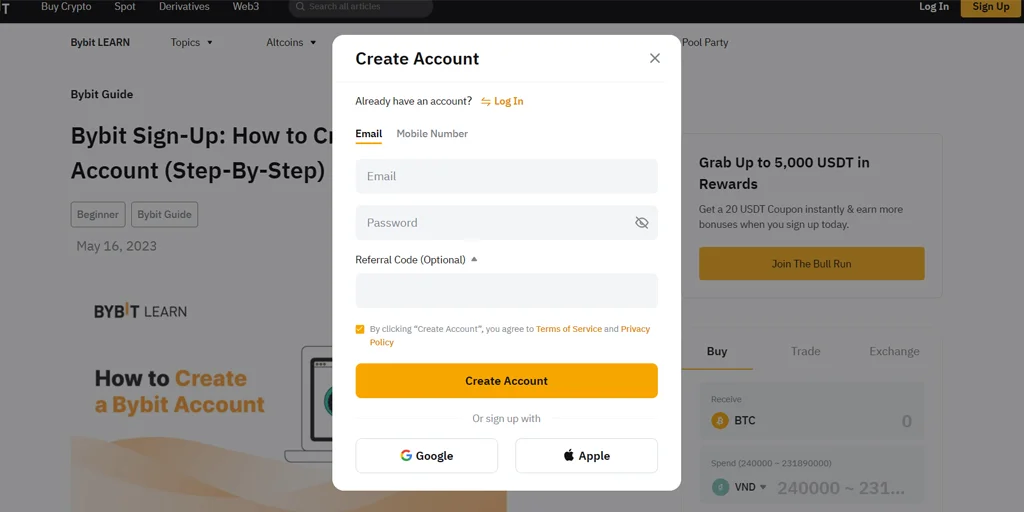 T
Buy Crypto Spot Derivatives Web3 Search all articles Log In Sign Up
Bybit LEARN Topics Altcoins Pool Party
Create Account
Already have an account? Log In
Email Mobile Number
Email
Password
Referral Code (Optional)
By clicking “Create Account”, you agree to Terms of Service and Privacy
Policy
Create Account
Or sign up with
Google Apple
Bybit Guide
Bybit Sign-Up: How to Cr
Account (Step-By-Step)
Beginner Bybit Guide
May 16, 2023
BYBIT LEARN
How to Create
a Bybit Account
Grab Up to 5,000 USDT in
Rewards
Get a 20 USDT Coupon instantly & earn more
bonuses when you sign up today.
Join The Bull Run
Buy Trade Exchange
Receive
BTC 0
Spend (240000 ~ 231890000)
VND 240000 ~ 231...